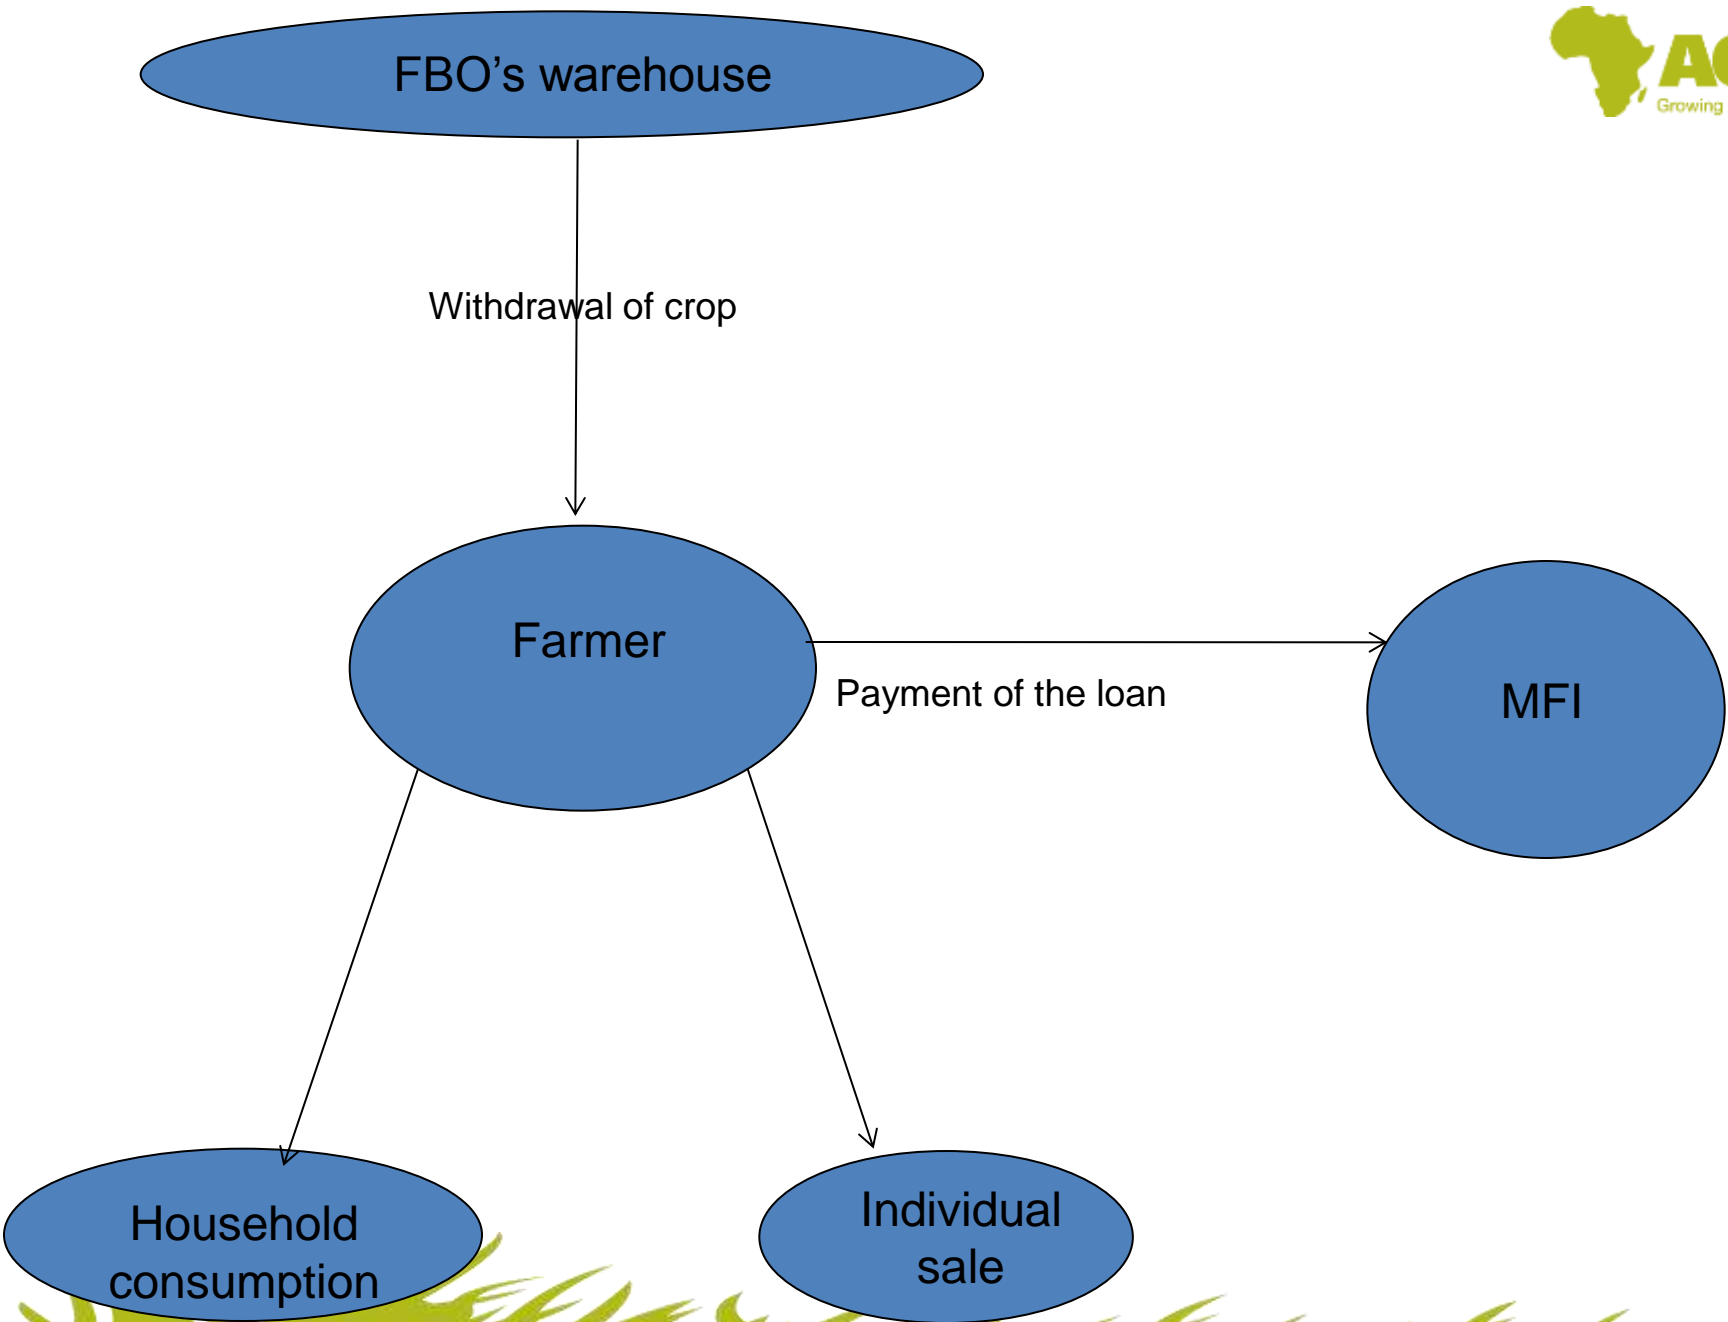 FBO’s warehouse
Growing
Withdrawal of crop
Farmer
Payment of the loan
MFI
Household
consumption
Individual
sale